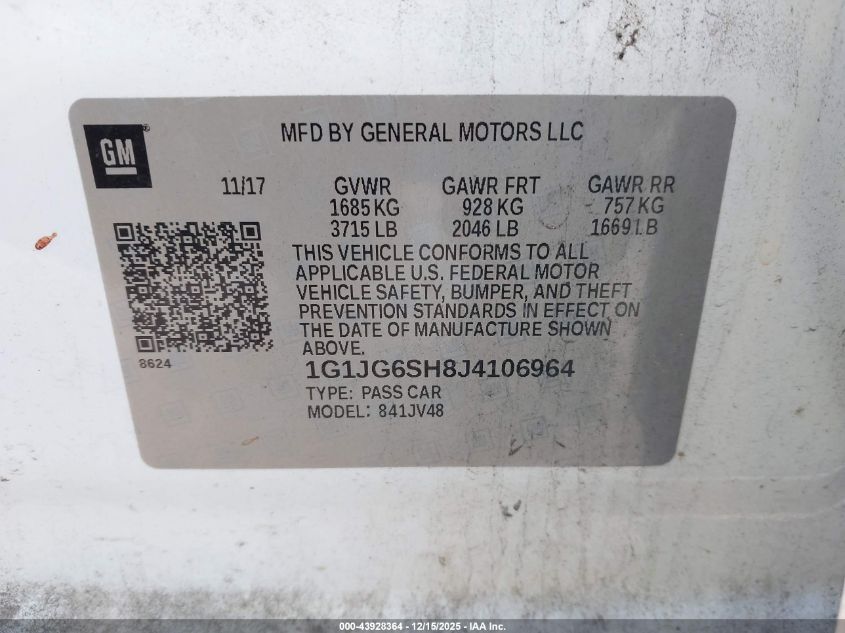 GM®
MFD BY GENERAL MOTORS LLC
11/17 GVWR GAWR FRT GAWR RR
1685 KG 928 KG 757 KG
3715 LB 2046 LB 1669 LB
THIS VEHICLE CONFORMS TO ALL
APPLICABLE U.S. FEDERAL MOTOR
VEHICLE SAFETY, BUMPER, AND THEFT
PREVENTION STANDARDS IN EFFECT ON
THE DATE OF MANUFACTURE SHOWN
ABOVE.
8624
1G1JG6SH8J4106964
TYPE: PASS CAR
MODEL: 841JV48
000-43928364 - 12/15/2025 - IAA Inc.